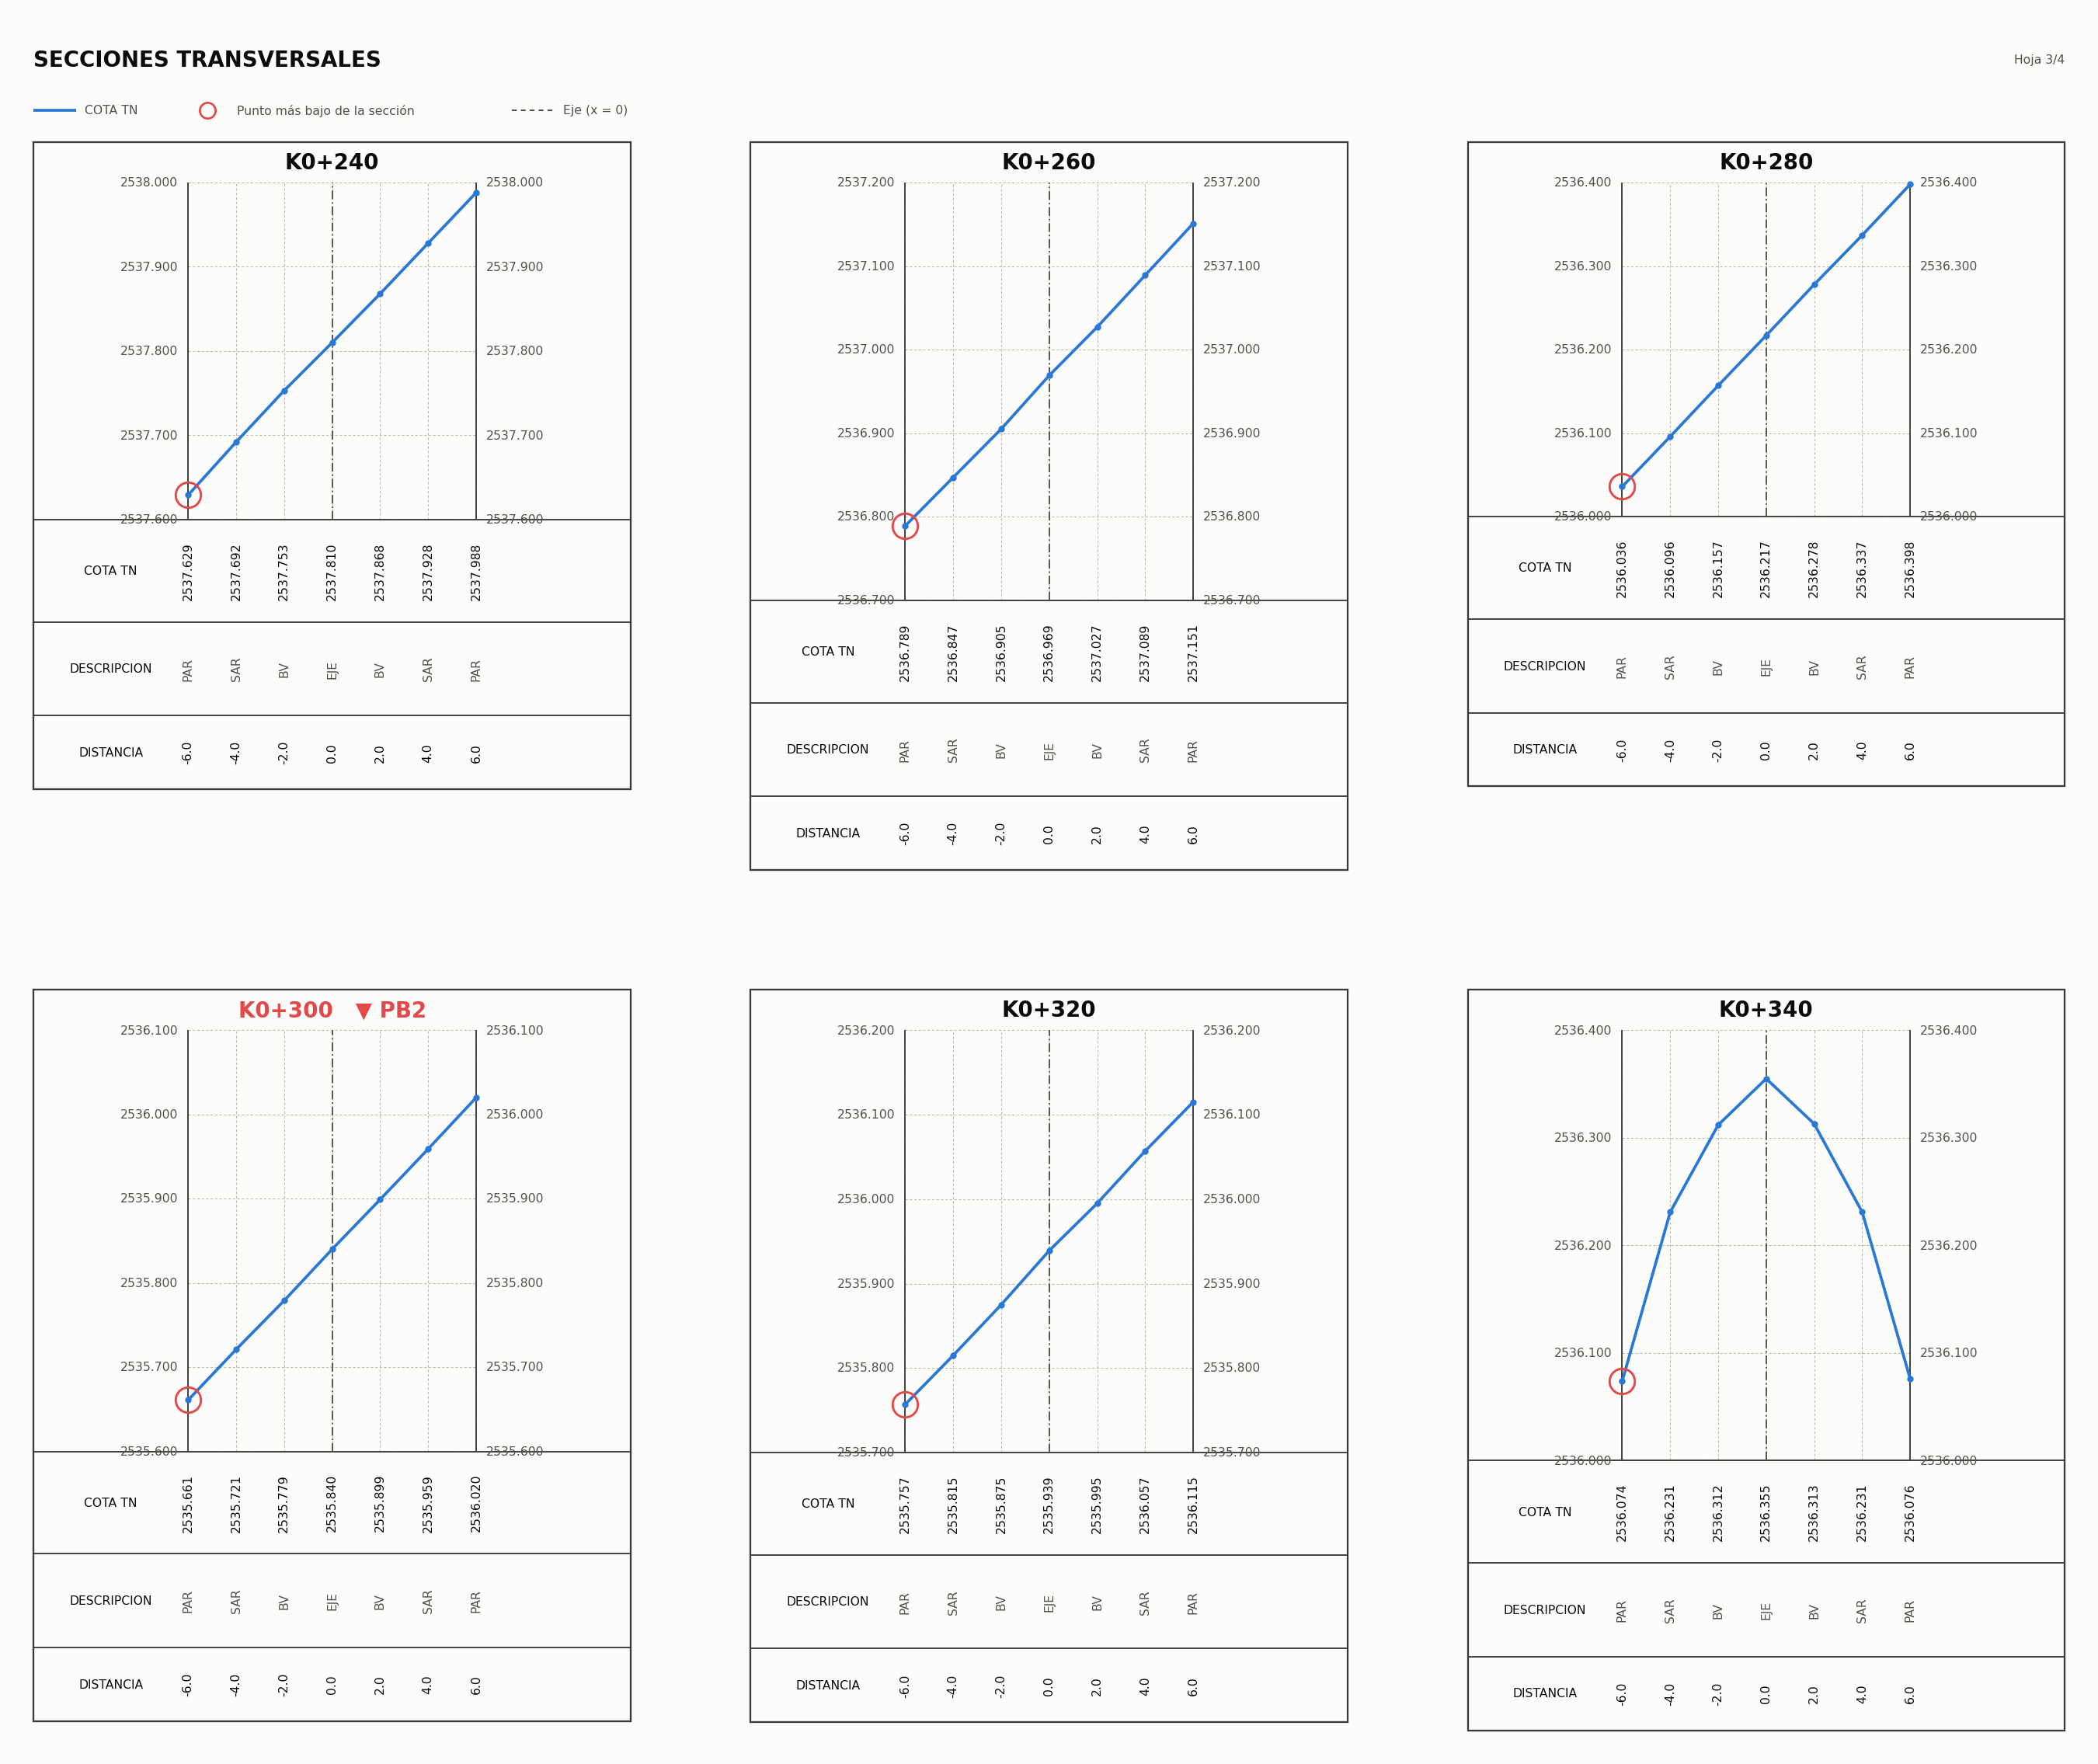 SECCIONES TRANSVERSALES
Hoja 3/4
COTA TN
Punto más bajo de la sección
Eje (x = 0)
K0+240
2538.000 2538.000
2537.900 2537.900
2537.800 2537.800
2537.700 2537.700
2537.600 2537.600
COTA TN 2537.629 2537.692 2537.753 2537.810 2537.868 2537.928 2537.988
DESCRIPCION PAR SAR BV EJE BV SAR PAR
DISTANCIA -6.0 -4.0 -2.0 0.0 2.0 4.0 6.0
K0+260
2537.200 2537.200
2537.100 2537.100
2537.000 2537.000
2536.900 2536.900
2536.800 2536.800
2536.700 2536.700
COTA TN 2536.789 2536.847 2536.905 2536.969 2537.027 2537.089 2537.151
DESCRIPCION PAR SAR BV EJE BV SAR PAR
DISTANCIA -6.0 -4.0 -2.0 0.0 2.0 4.0 6.0
K0+280
2536.400 2536.400
2536.300 2536.300
2536.200 2536.200
2536.100 2536.100
2536.000 2536.000
COTA TN 2536.036 2536.096 2536.157 2536.217 2536.278 2536.337 2536.398
DESCRIPCION PAR SAR BV EJE BV SAR PAR
DISTANCIA -6.0 -4.0 -2.0 0.0 2.0 4.0 6.0
K0+300 ▼ PB2
2536.100 2536.100
2536.000 2536.000
2535.900 2535.900
2535.800 2535.800
2535.700 2535.700
2535.600 2535.600
COTA TN 2535.661 2535.721 2535.779 2535.840 2535.899 2535.959 2536.020
DESCRIPCION PAR SAR BV EJE BV SAR PAR
DISTANCIA -6.0 -4.0 -2.0 0.0 2.0 4.0 6.0
K0+320
2536.200 2536.200
2536.100 2536.100
2536.000 2536.000
2535.900 2535.900
2535.800 2535.800
2535.700 2535.700
COTA TN 2535.757 2535.815 2535.875 2535.939 2535.995 2536.057 2536.115
DESCRIPCION PAR SAR BV EJE BV SAR PAR
DISTANCIA -6.0 -4.0 -2.0 0.0 2.0 4.0 6.0
K0+340
2536.400 2536.400
2536.300 2536.300
2536.200 2536.200
2536.100 2536.100
2536.000 2536.000
COTA TN 2536.074 2536.231 2536.312 2536.355 2536.313 2536.231 2536.076
DESCRIPCION PAR SAR BV EJE BV SAR PAR
DISTANCIA -6.0 -4.0 -2.0 0.0 2.0 4.0 6.0